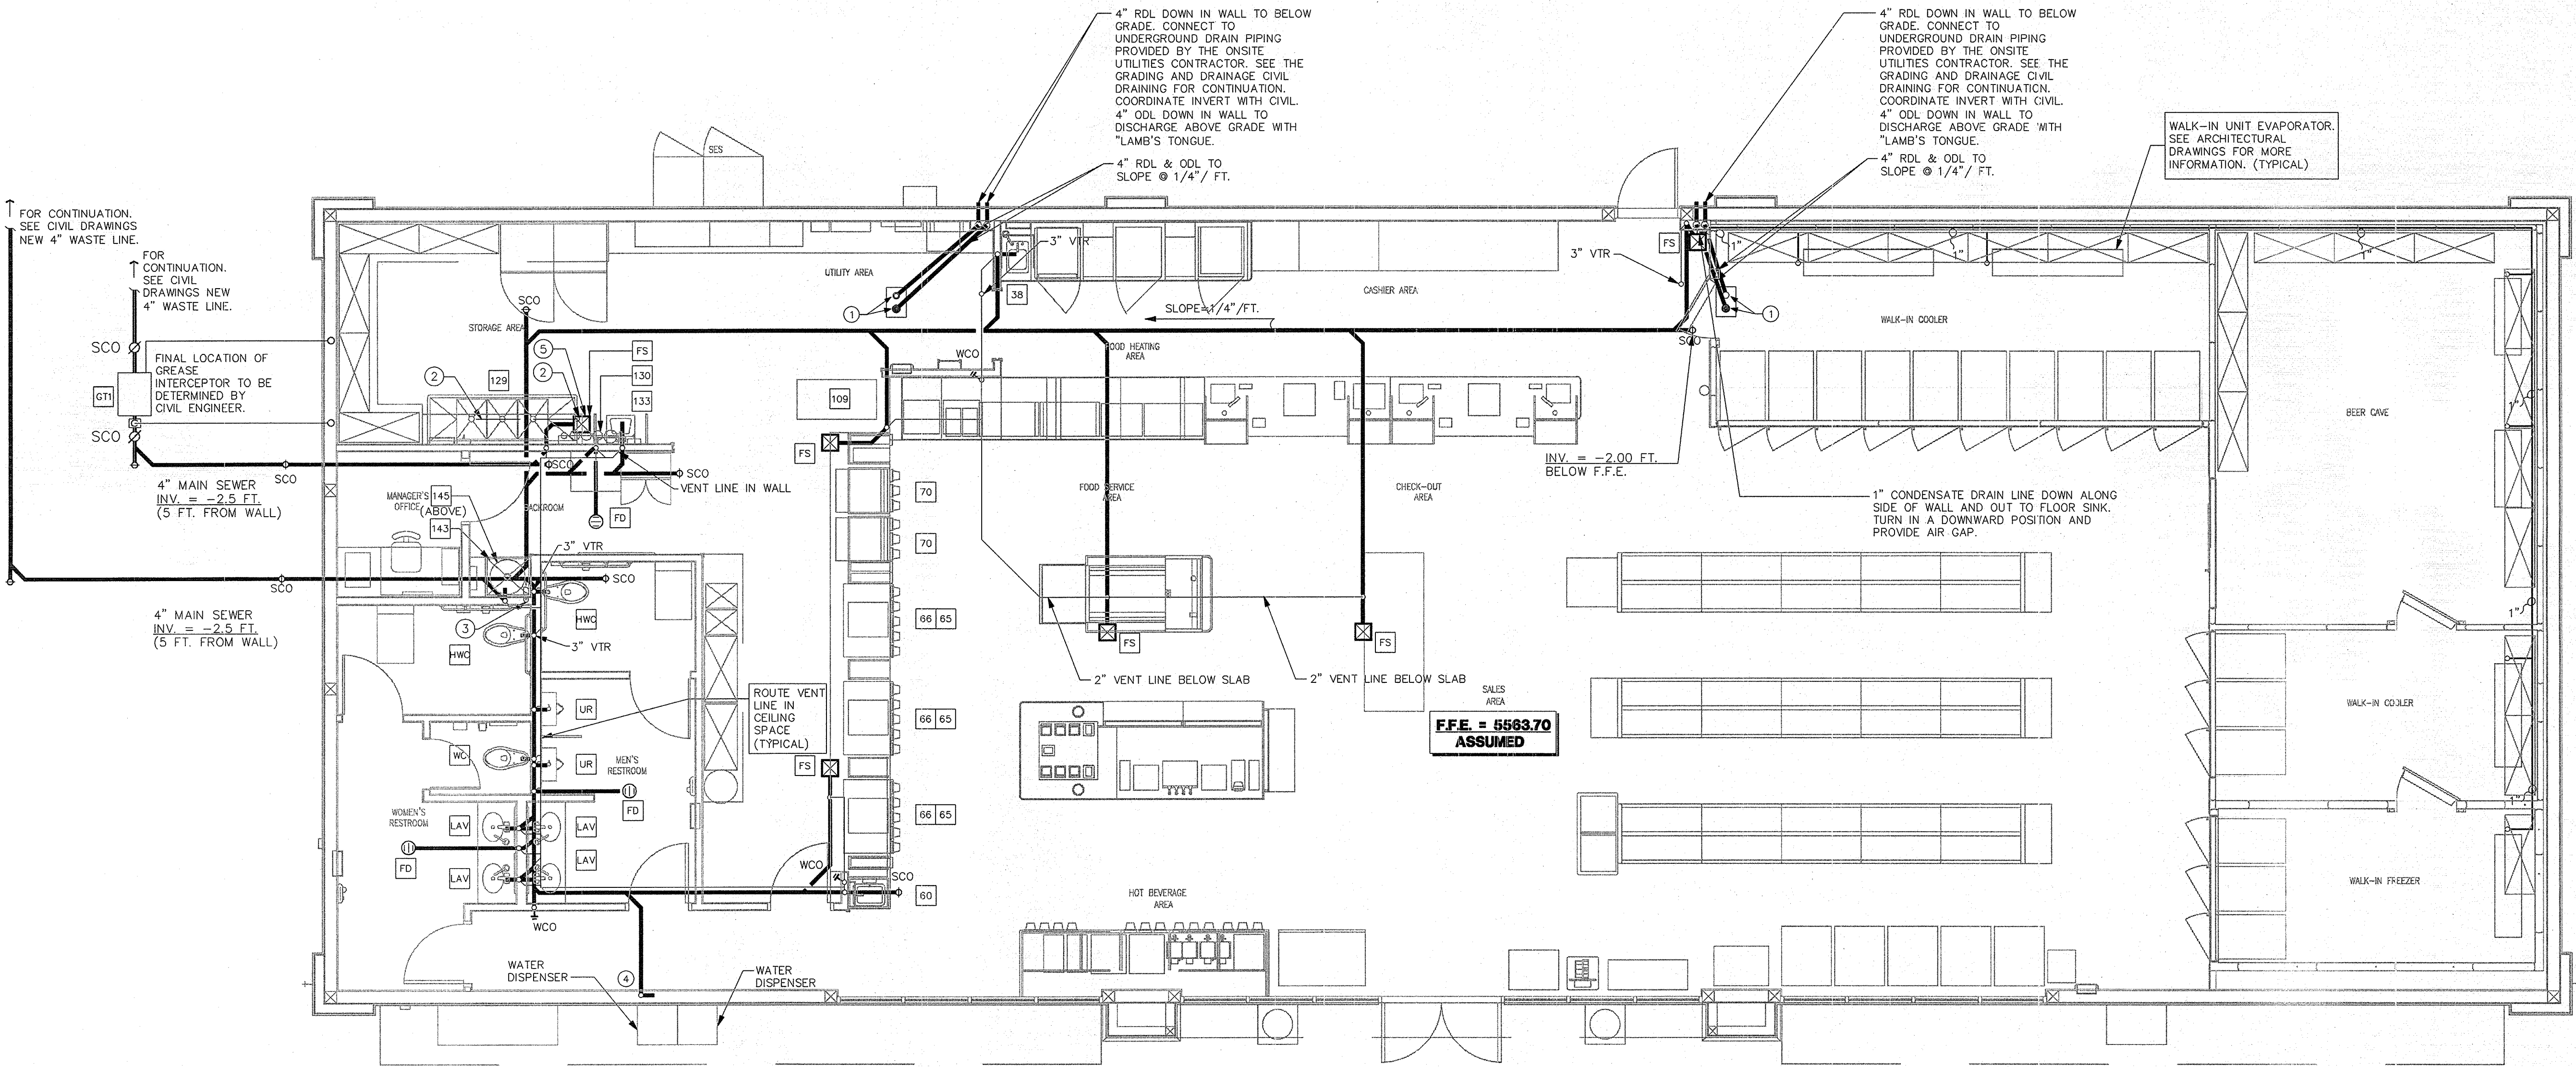 4" RDL DOWN IN WALL TO BELOW
GRADE. CONNECT TO
UNDERGROUND DRAIN PIPING
PROVIDED BY THE ONSITE
UTILITIES CONTRACTOR. SEE THE
GRADING AND DRAINAGE CIVIL
DRAINING FOR CONTINUATION.
COORDINATE INVERT WITH CIVIL.
4" ODL DOWN IN WALL TO
DISCHARGE ABOVE GRADE WITH
"LAMB'S TONGUE.
4" RDL & ODL TO
SLOPE @ 1/4"/ FT.
4" RDL DOWN IN WALL TO BELOW
GRADE. CONNECT TO
UNDERGROUND DRAIN PIPING
PROVIDED BY THE ONSITE
UTILITIES CONTRACTOR. SEE THE
GRADING AND DRAINAGE CIVIL
DRAINING FOR CONTINUATION.
COORDINATE INVERT WITH CIVIL.
4" ODL DOWN IN WALL TO
DISCHARGE ABOVE GRADE WITH
"LAMB'S TONGUE.
4" RDL & ODL TO
SLOPE @ 1/4"/ FT.
WALK-IN UNIT EVAPORATOR.
SEE ARCHITECTURAL
DRAWINGS FOR MORE
INFORMATION. (TYPICAL)
SES
FOR CONTINUATION.
SEE CIVIL DRAWINGS
NEW 4" WASTE LINE.
FOR
CONTINUATION.
SEE CIVIL
DRAWINGS NEW
4" WASTE LINE.
SCO
FINAL LOCATION OF
GREASE
INTERCEPTOR TO BE
DETERMINED BY
CIVIL ENGINEER.
GT1
SCO
SCO
4" MAIN SEWER
INV. = -2.5 FT.
(5 FT. FROM WALL)
SCO
4" MAIN SEWER
INV. = -2.5 FT.
(5 FT. FROM WALL)
UTILITY AREA
3" VTR
38
1
SCO
STORAGE AREA
CASHIER AREA
SLOPE=1/4"/FT.
3" VTR
FS
1"
1"
1"
1
SCO
WALK-IN COOLER
5
FS
2
2
129
130
133
WCO
FOOD HEATING
AREA
109
FS
SCO
SCO
VENT LINE IN WALL
MANAGER'S
OFFICE
145
(ABOVE)
143
BACKROOM
FD
70
70
FOOD SERVICE
AREA
CHECK-OUT
AREA
INV. = -2.00 FT.
BELOW F.F.E.
1" CONDENSATE DRAIN LINE DOWN ALONG
SIDE OF WALL AND OUT TO FLOOR SINK.
TURN IN A DOWNWARD POSITION AND
PROVIDE AIR GAP.
BEER CAVE
1"
1"
3" VTR
SCO
HWC
3
3" VTR
HWC
66 65
FS
FS
2" VENT LINE BELOW SLAB
2" VENT LINE BELOW SLAB
ROUTE VENT
LINE IN
CEILING
SPACE
(TYPICAL)
UR
WC
UR
MEN'S
RESTROOM
FS
66 65
SALES
AREA
F.F.E. = 5563.70
ASSUMED
WALK-IN COOLER
1"
FD
WOMEN'S
RESTROOM
LAV
LAV
FD
LAV
LAV
66 65
WCO
SCO
60
WCO
HOT BEVERAGE
AREA
WALK-IN FREEZER
WATER
DISPENSER
4
WATER
DISPENSER